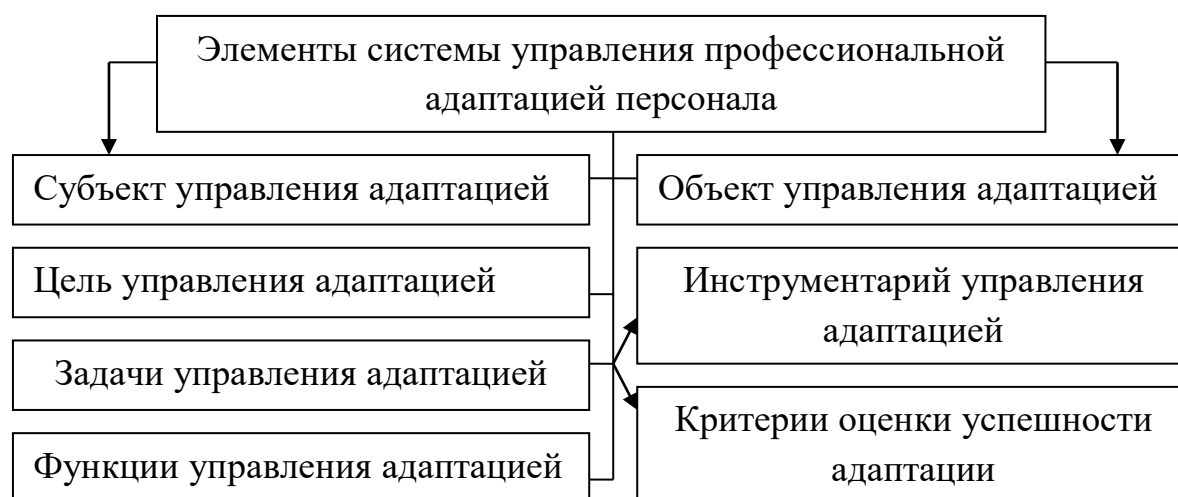 Элементы системы управления профессиональной
адаптацией персонала
Субъект управления адаптацией
Объект управления адаптацией
Цель управления адаптацией
Инструментарий управления
адаптацией
Задачи управления адаптацией
Критерии оценки успешности
адаптации
Функции управления адаптацией